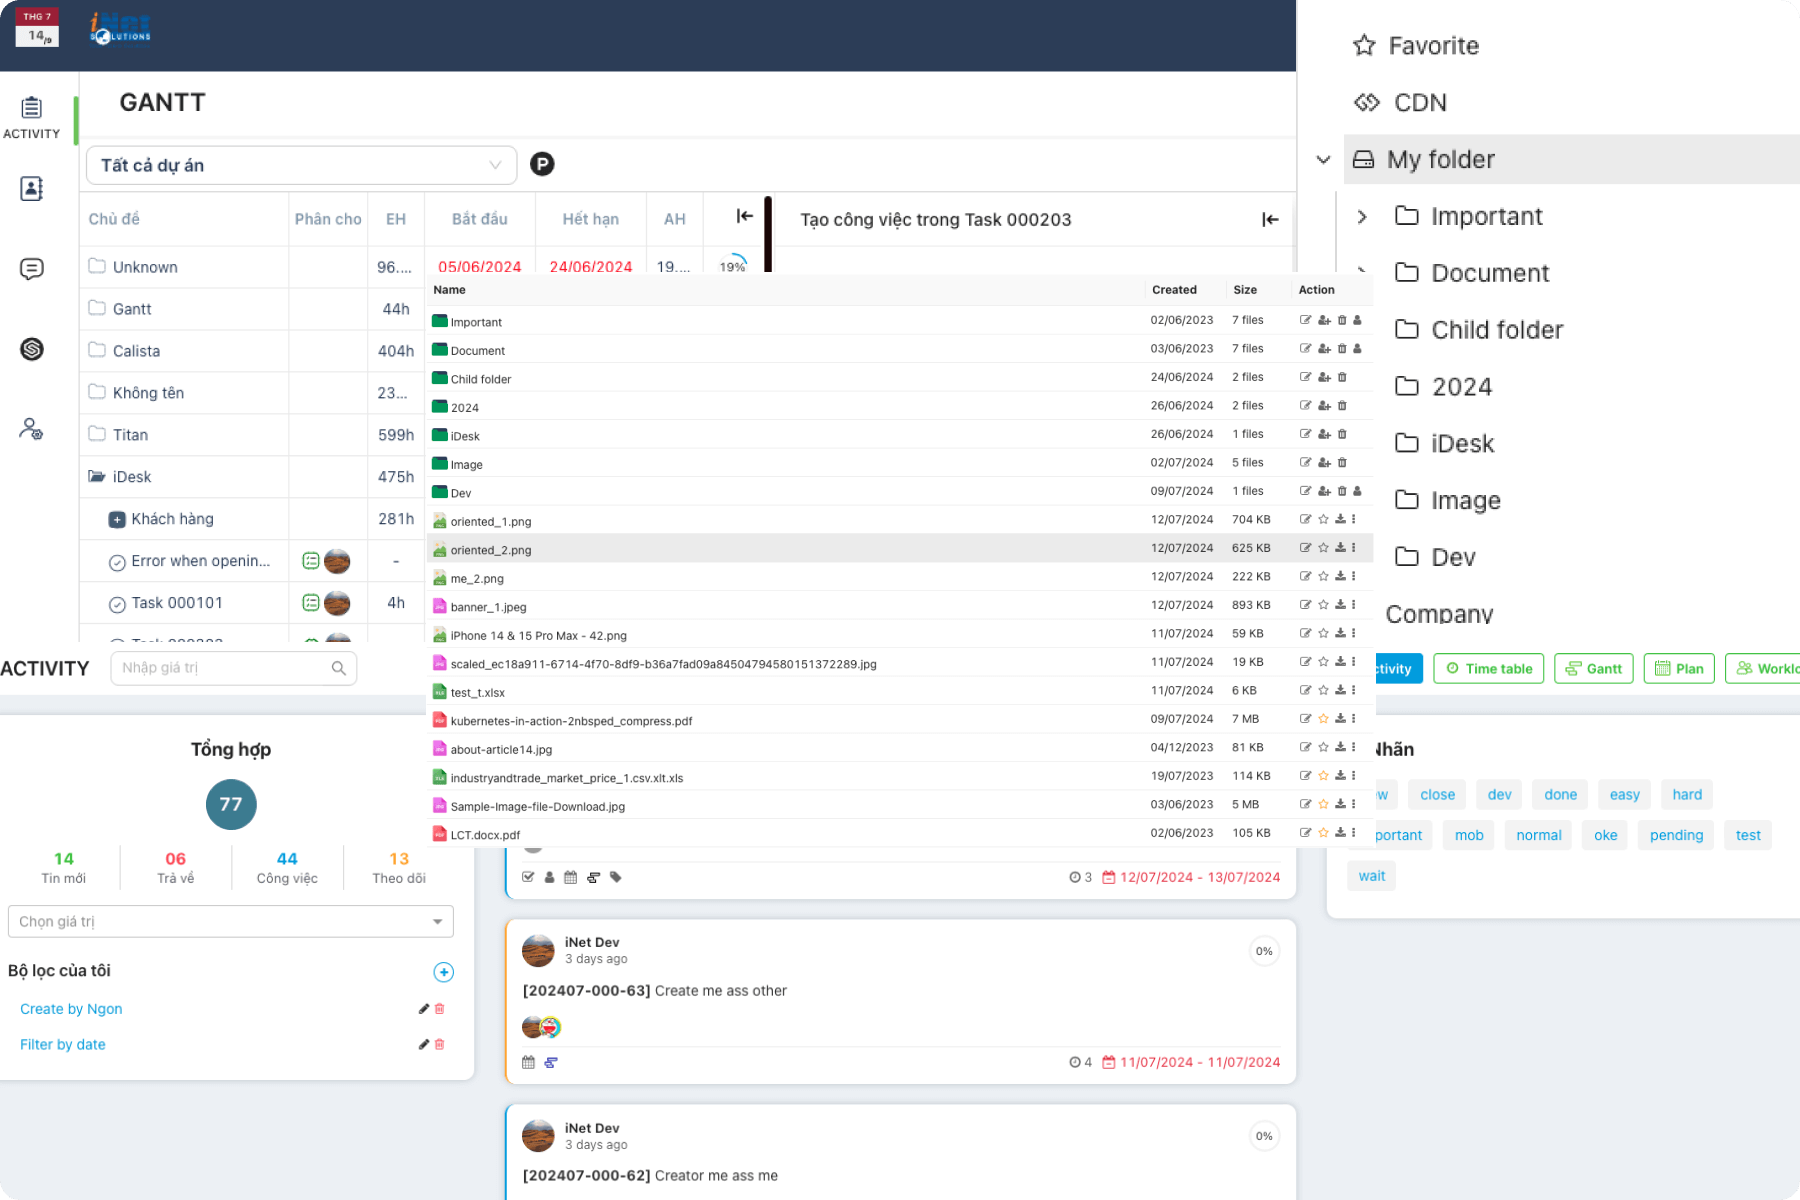 THG 7
14/9
iNet
SOLUTIONS
ACTIVITY
GANTT
Tất cả dự án
P
Chủ đề
Phân cho
EH
Bắt đầu
Hết hạn
AH
Tạo công việc trong Task 000203
Unknown
96....
05/06/2024
24/06/2024
19....
19%
Gantt
44h
Calista
404h
Không tên
23...
Titan
599h
iDesk
475h
Khách hàng
281h
Error when openin...
-
Task 000101
4h
Favorite
CDN
My folder
Important
Document
Child folder
2024
iDesk
Image
Dev
Company
Name
Created
Size
Action
Important
02/06/2023
7 files
Document
03/06/2023
7 files
Child folder
24/06/2024
2 files
2024
26/06/2024
2 files
iDesk
26/06/2024
1 files
Image
02/07/2024
5 files
Dev
09/07/2024
1 files
oriented_1.png
12/07/2024
704 KB
oriented_2.png
12/07/2024
625 KB
me_2.png
12/07/2024
222 KB
banner_1.jpeg
12/07/2024
893 KB
iPhone 14 & 15 Pro Max - 42.png
11/07/2024
59 KB
scaled_ec18a911-6714-4f70-8df9-b36a7fad09a84504794580151372289.jpg
11/07/2024
19 KB
test_t.xlsx
11/07/2024
6 KB
kubernetes-in-action-2nbsped_compress.pdf
09/07/2024
7 MB
about-article14.jpg
04/12/2023
81 KB
industryandtrade_market_price_1.csv.xlt.xls
19/07/2023
114 KB
Sample-Image-file-Download.jpg
03/06/2023
5 MB
LCT.docx.pdf
02/06/2023
105 KB
ACTIVITY
Nhập giá trị
ctivity
Time table
Gantt
Plan
Worklo
Tổng hợp
77
14
Tin mới
06
Trả về
44
Công việc
13
Theo dõi
Chọn giá trị
Bộ lọc của tôi
Create by Ngon
Filter by date
3
12/07/2024 - 13/07/2024
iNet Dev
3 days ago
0%
[202407-000-63] Create me ass other
4
11/07/2024 - 11/07/2024
iNet Dev
3 days ago
0%
[202407-000-62] Creator me ass me
Nhãn
ew
close
dev
done
easy
hard
portant
mob
normal
oke
pending
test
wait